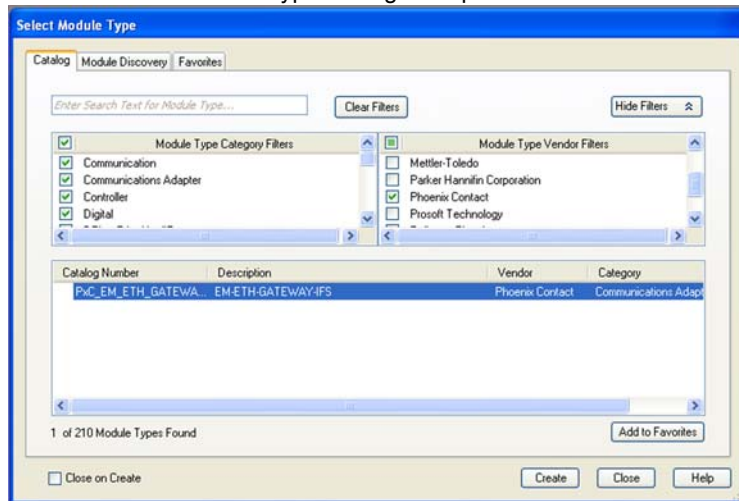 Select Module Type
Catalog Module Discovery Favorites
Enter Search Text for Module Type... Clear Filters Hide Filters
Module Type Category Filters Module Type Vendor Filters
Communication Mettler-Toledo
Communications Adapter Parker Hannifin Corporation
Controller Phoenix Contact
Digital Prosoft Technology
Catalog Number Description Vendor Category
PxC_EM_ETH_GATEWA... EM-ETH-GATEWAY-IFS Phoenix Contact Communications Adapt
1 of 210 Module Types Found Add to Favorites
Close on Create Create Close Help